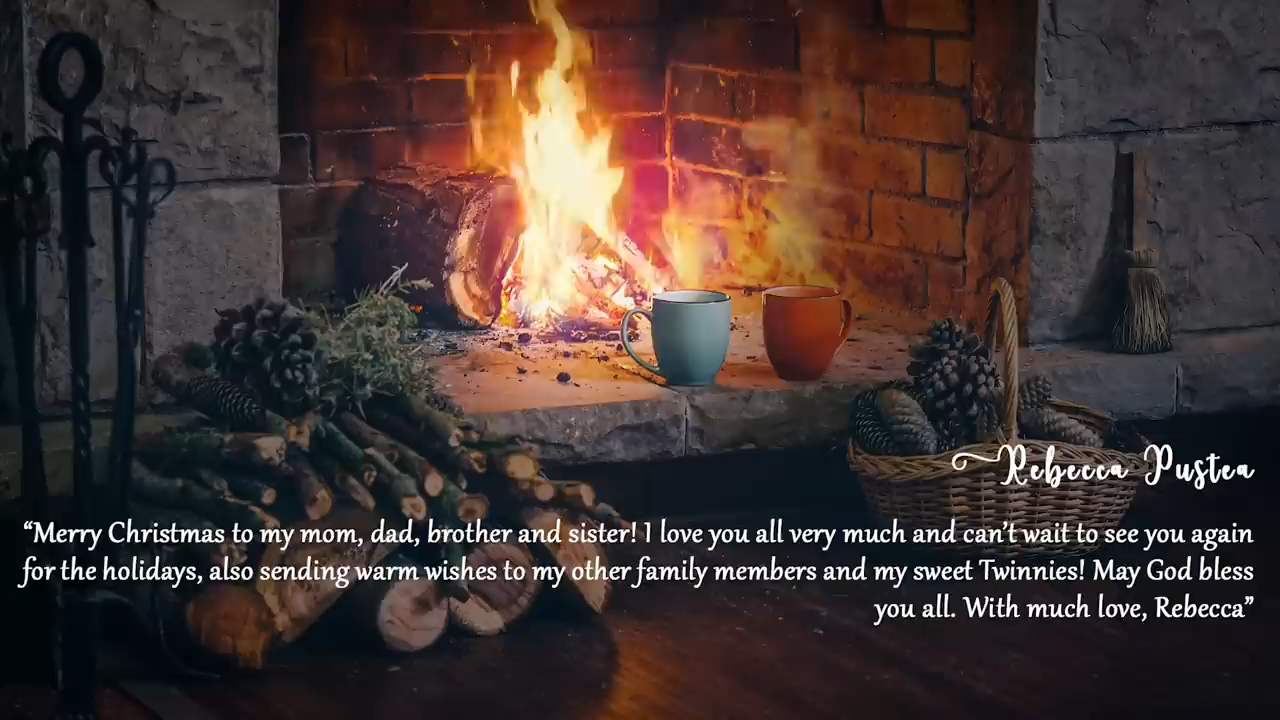 Rebecca Pustea
“Merry Christmas to my mom, dad, brother and sister! I love you all very much and can’t wait to see you again
for the holidays, also sending warm wishes to my other family members and my sweet Twinnies! May God bless
you all. With much love, Rebecca”